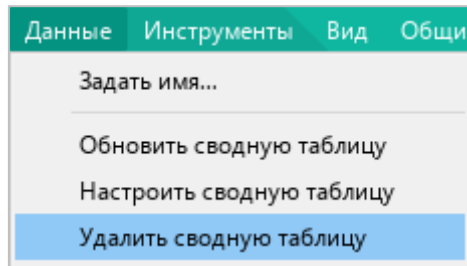 Данные Инструменты Вид Общи
Задать имя...
Обновить сводную таблицу
Настроить сводную таблицу
Удалить сводную таблицу